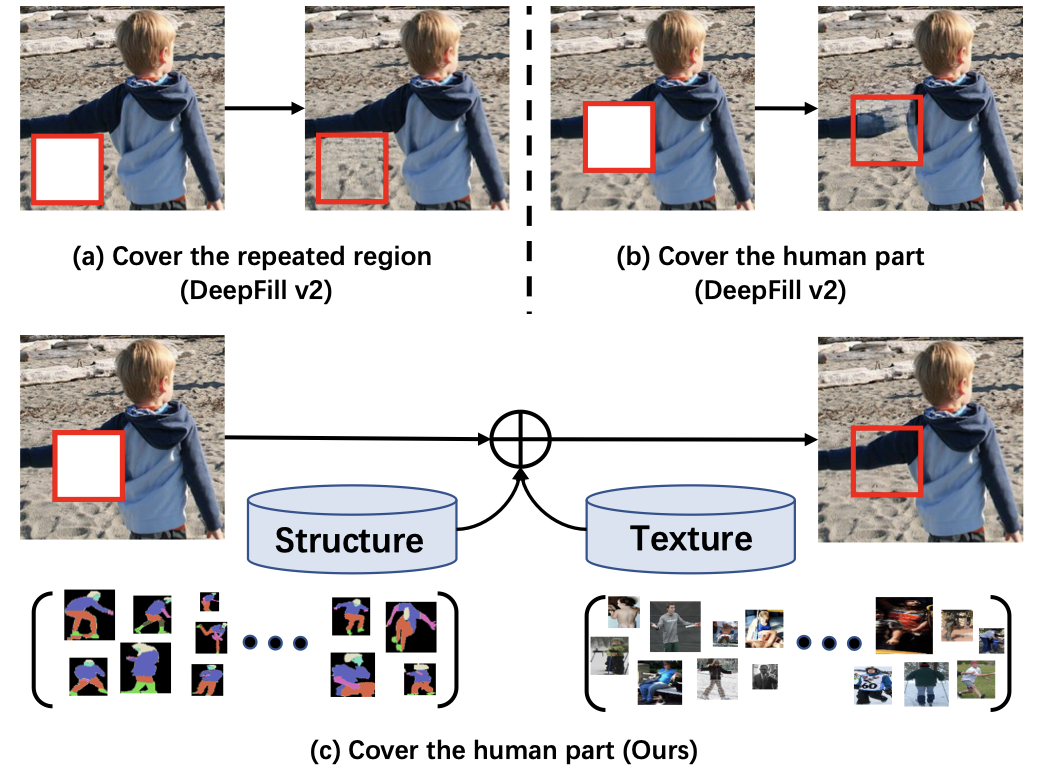 (a) Cover the repeated region
(DeepFill v2)
(b) Cover the human part
(DeepFill v2)
Structure
Texture
60
(c) Cover the human part (Ours)